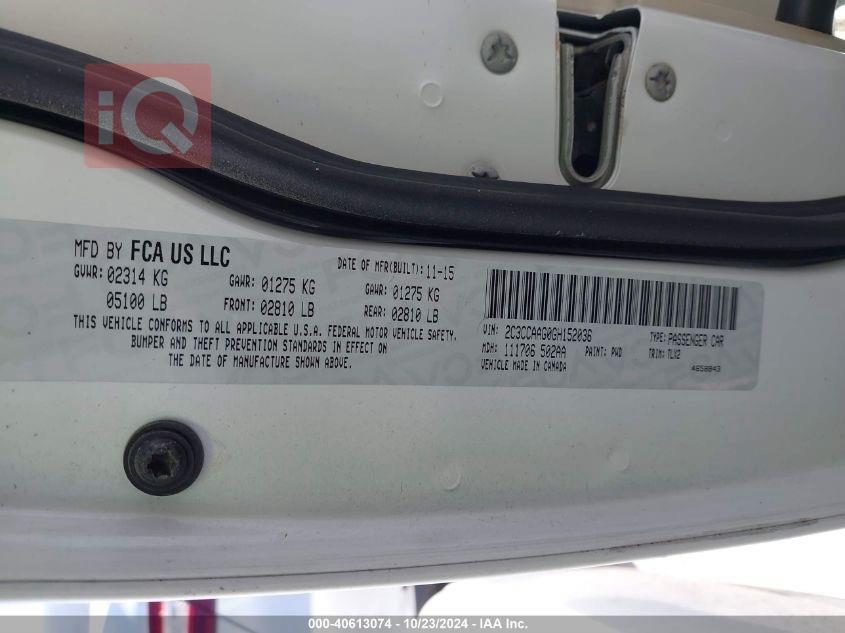 iQ
MFD BY FCA US LLC
DATE OF MFR(BUILT): 11-15
GVWR: 02314 KG
GAWR: 01275 KG
GAWR: 01275 KG
05100 LB
FRONT: 02810 LB
REAR: 02810 LB
THIS VEHICLE CONFORMS TO ALL APPLICABLE U.S.A. FEDERAL MOTOR VEHICLE SAFETY,
BUMPER AND THEFT PREVENTION STANDARDS IN EFFECT ON
THE DATE OF MANUFACTURE SHOWN ABOVE.
VIN: 2C3CCAAG0GH152036
TYPE: PASSENGER CAR
MDH: 111706 502AA
PAINT: PWD
TRIM: TLX2
VEHICLE MADE IN CANADA
4658843
000-40613074 - 10/23/2024 - IAA Inc.